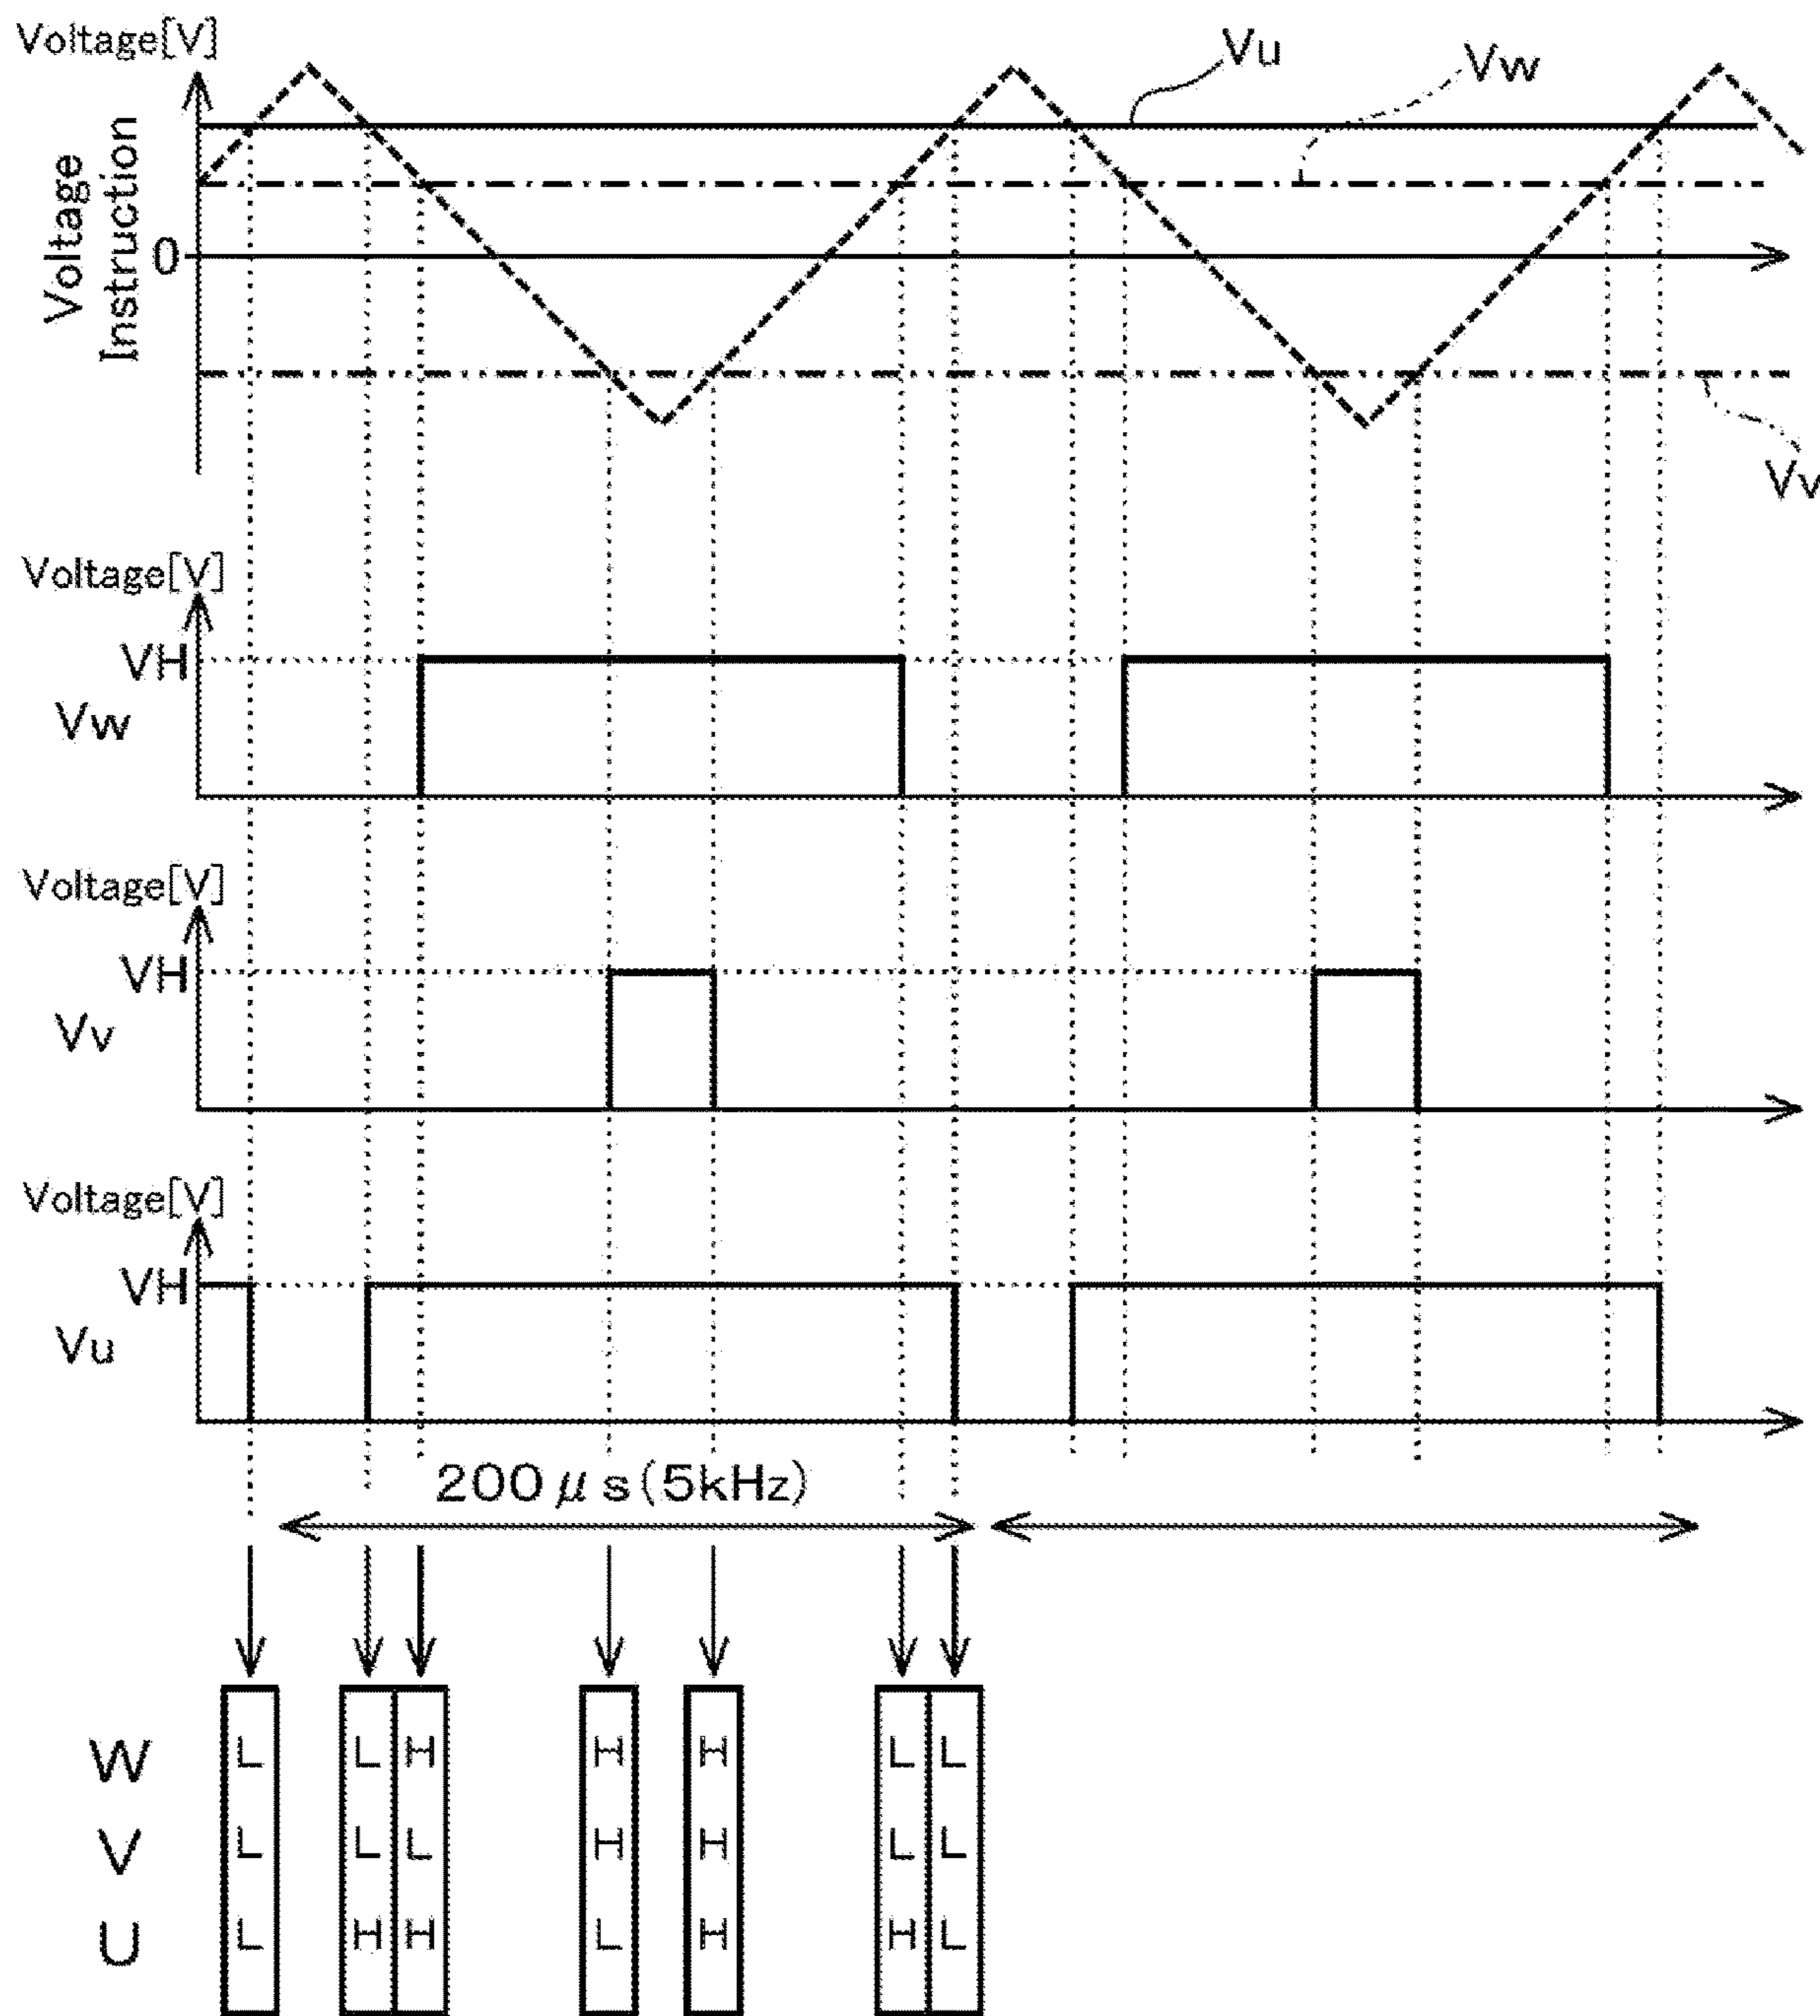 Voltage[V]
Vu
Vw
Voltage
Instruction
0
Vv
Voltage[V]
VH
Vw
Voltage[V]
VH
Vv
Voltage[V]
VH
Vu
200μs(5kHz)
W L L H H H L L
V L L L H H L L
U L H H L H H L